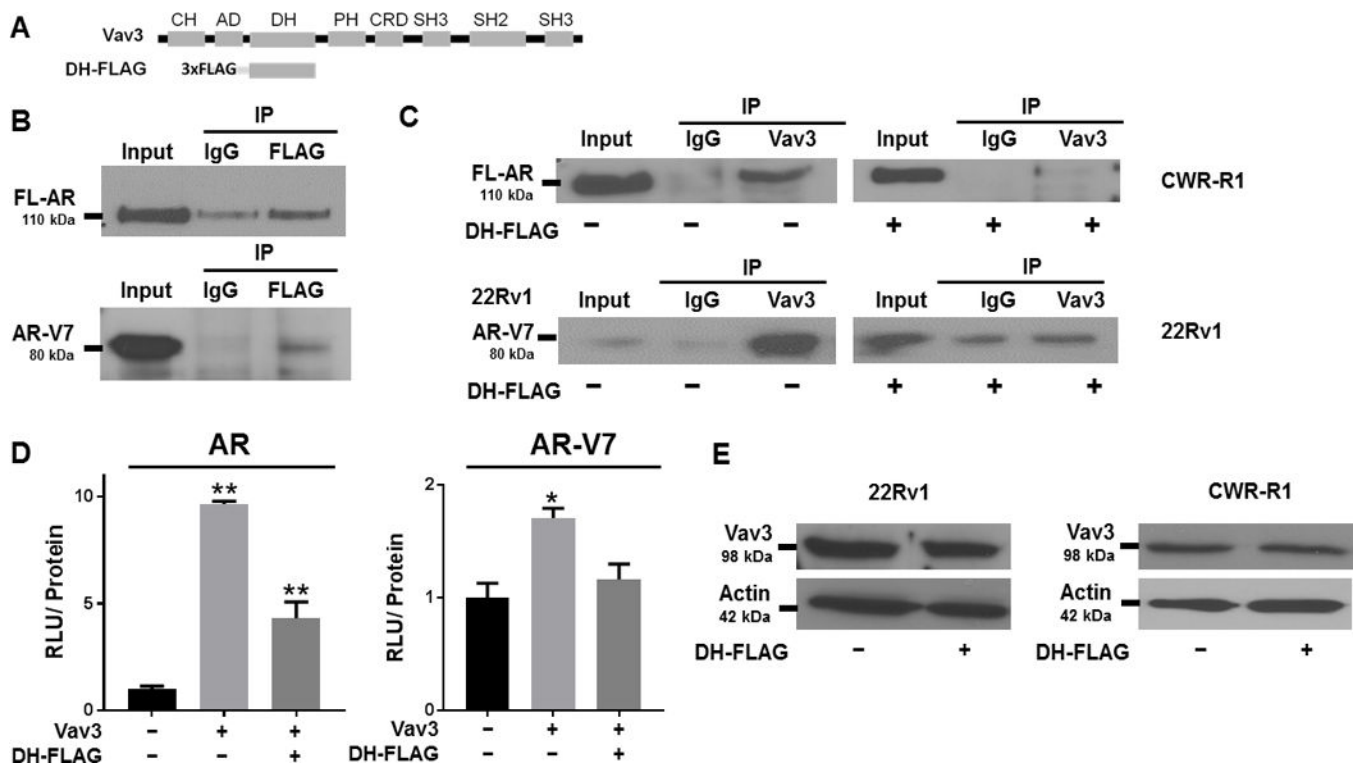 A
CH AD DH PH CRD SH3 SH2 SH3
Vav3
DH-FLAG 3xFLAG
B
IP
Input IgG FLAG
FL-AR
110 kDa
IP
Input IgG FLAG
AR-V7
80 kDa
C
IP IP
Input IgG Vav3 Input IgG Vav3
FL-AR
110 kDa
CWR-R1
DH-FLAG − − − + + +
IP IP
22Rv1 Input IgG Vav3 Input IgG Vav3
AR-V7
80 kDa
22Rv1
DH-FLAG − − − + + +
D
AR
RLU/ Protein
10
5
0
**
**
Vav3 − + +
DH-FLAG − − +
AR-V7
RLU/ Protein
2
1
0
*
Vav3 − + +
DH-FLAG − − +
E
22Rv1 CWR-R1
Vav3 Vav3
98 kDa 98 kDa
Actin Actin
42 kDa 42 kDa
DH-FLAG − + DH-FLAG − +